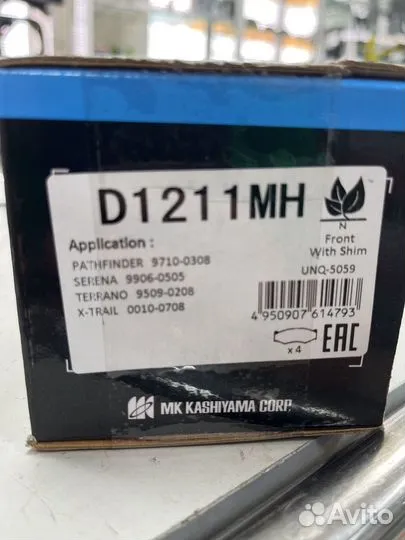 D1211MH
N
Front
With Shim
Application :
PATHFINDER 9710-0308
SERENA 9906-0505
TERRANO 9509-0208
X-TRAIL 0010-0708
UNQ-5059
4 950907 614793
x 4
EAC
MK KASHIYAMA CORP.
Avito